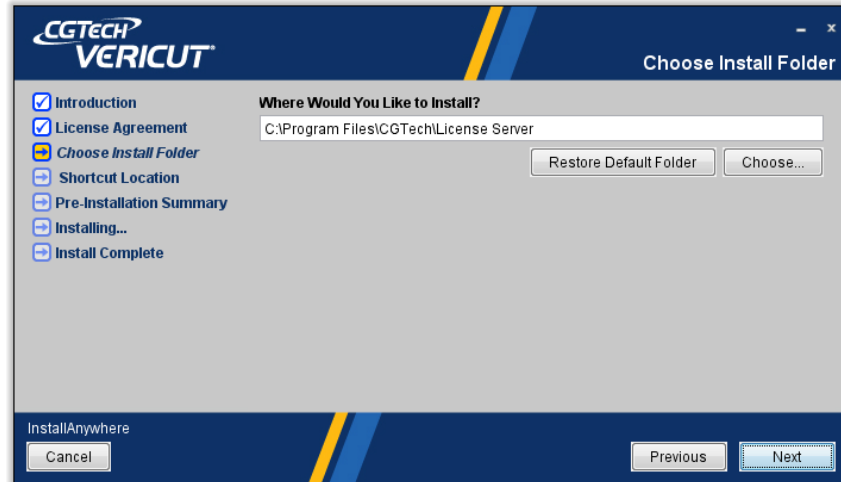 CGTECH
VERICUT®
Choose Install Folder
Introduction
License Agreement
Choose Install Folder
Shortcut Location
Pre-Installation Summary
Installing...
Install Complete
Where Would You Like to Install?
C:\Program Files\CGTech\License Server
Restore Default Folder
Choose...
InstallAnywhere
Cancel
Previous
Next